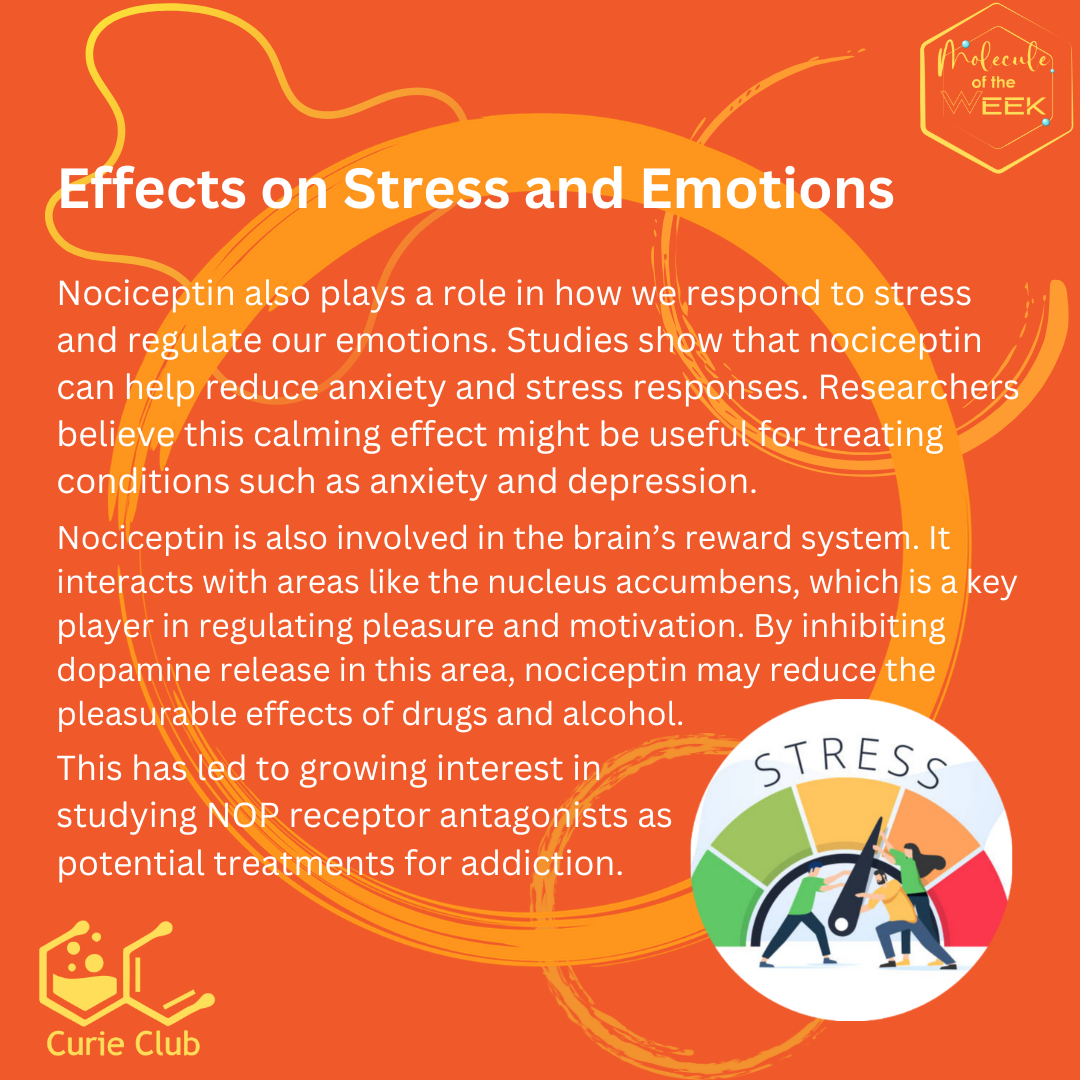 Molecule
of the
WEEK
Effects on Stress and Emotions
Nociceptin also plays a role in how we respond to stress
and regulate our emotions. Studies show that nociceptin
can help reduce anxiety and stress responses. Researchers
believe this calming effect might be useful for treating
conditions such as anxiety and depression.
Nociceptin is also involved in the brain’s reward system. It
interacts with areas like the nucleus accumbens, which is a key
player in regulating pleasure and motivation. By inhibiting
dopamine release in this area, nociceptin may reduce the
pleasurable effects of drugs and alcohol.
This has led to growing interest in
studying NOP receptor antagonists as
potential treatments for addiction.
STRESS
Curie Club